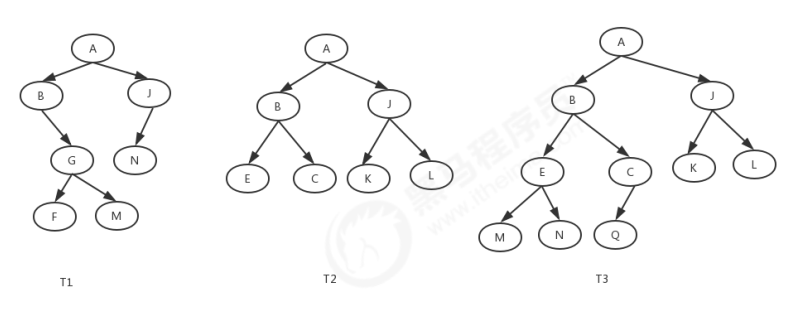 A
B J
G N
F M
T1
A
B J
E C K L
T2
A
B J
E C K L
M N Q
T3
黑马程序员
www.itheima.com